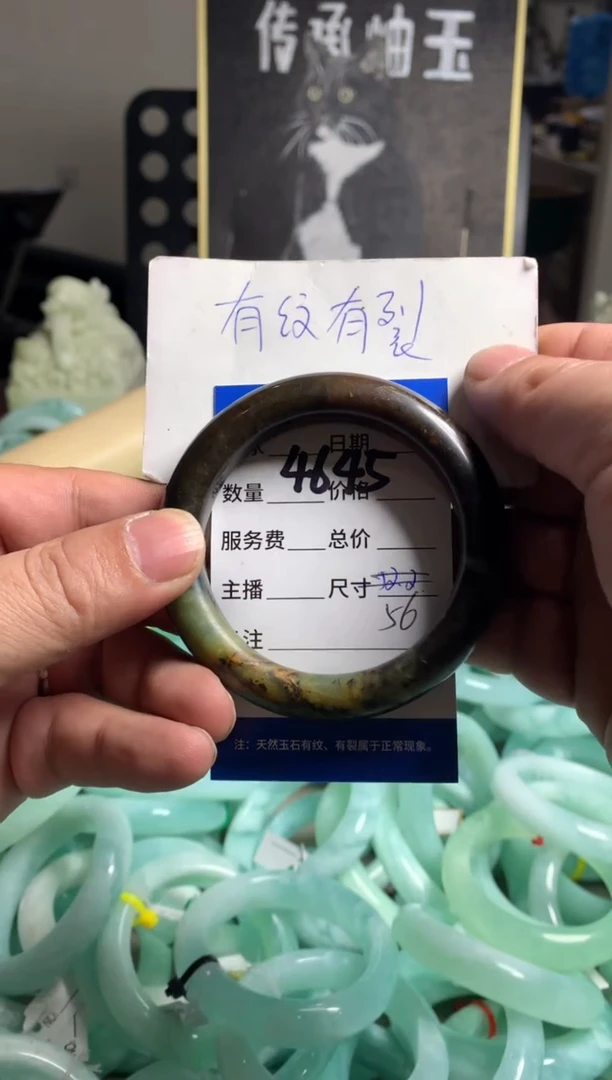 传承岫玉
有纹有裂
日期
4645
数量 价格
服务费 总价
主播 尺寸
56
注
注：天然玉石有纹、有裂属于正常现象。